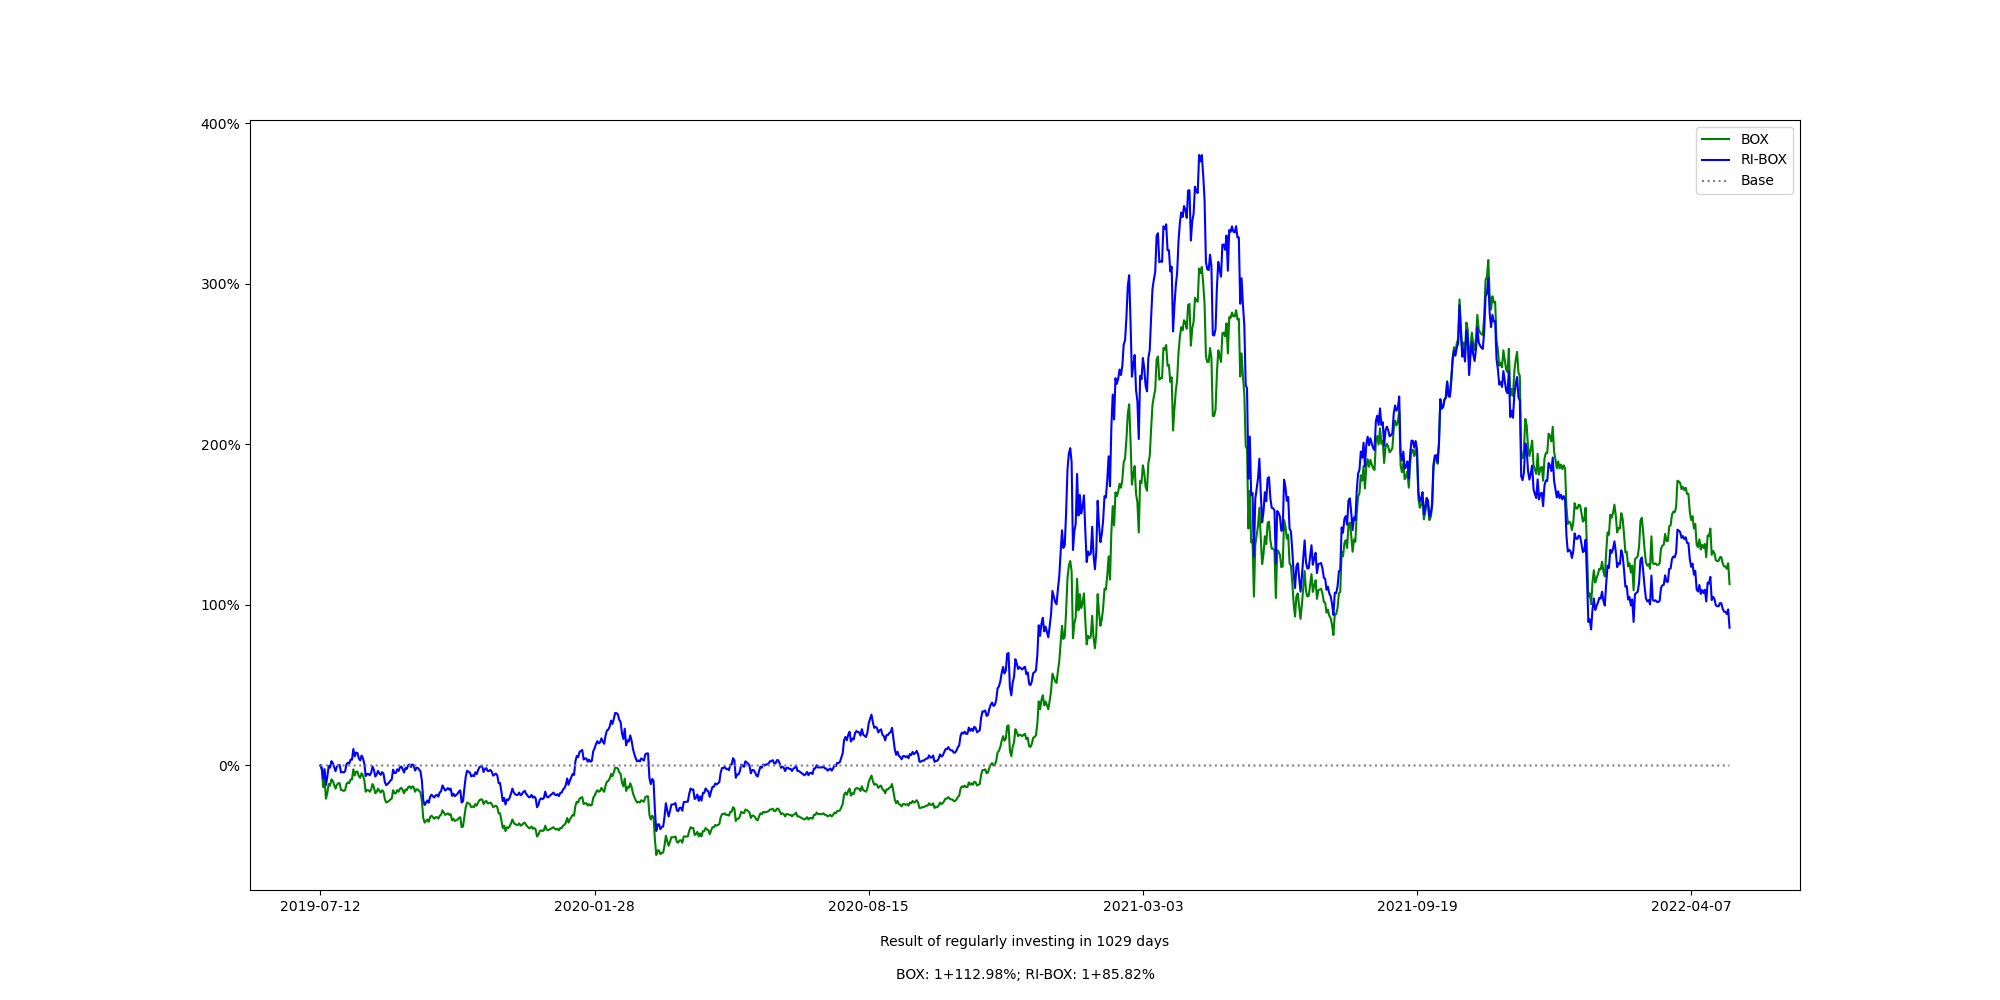 400%
300%
200%
100%
0%
BOX
RI-BOX
Base
2019-07-12 2020-01-28 2020-08-15 2021-03-03 2021-09-19 2022-04-07
Result of regularly investing in 1029 days
BOX: 1+112.98%; RI-BOX: 1+85.82%